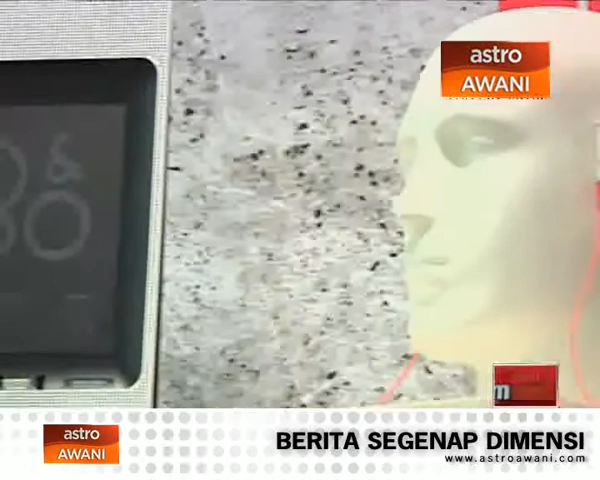 astro
AWANI
&
m
astro
AWANI
BERITA SEGENAP DIMENSI
www.astroawani.com